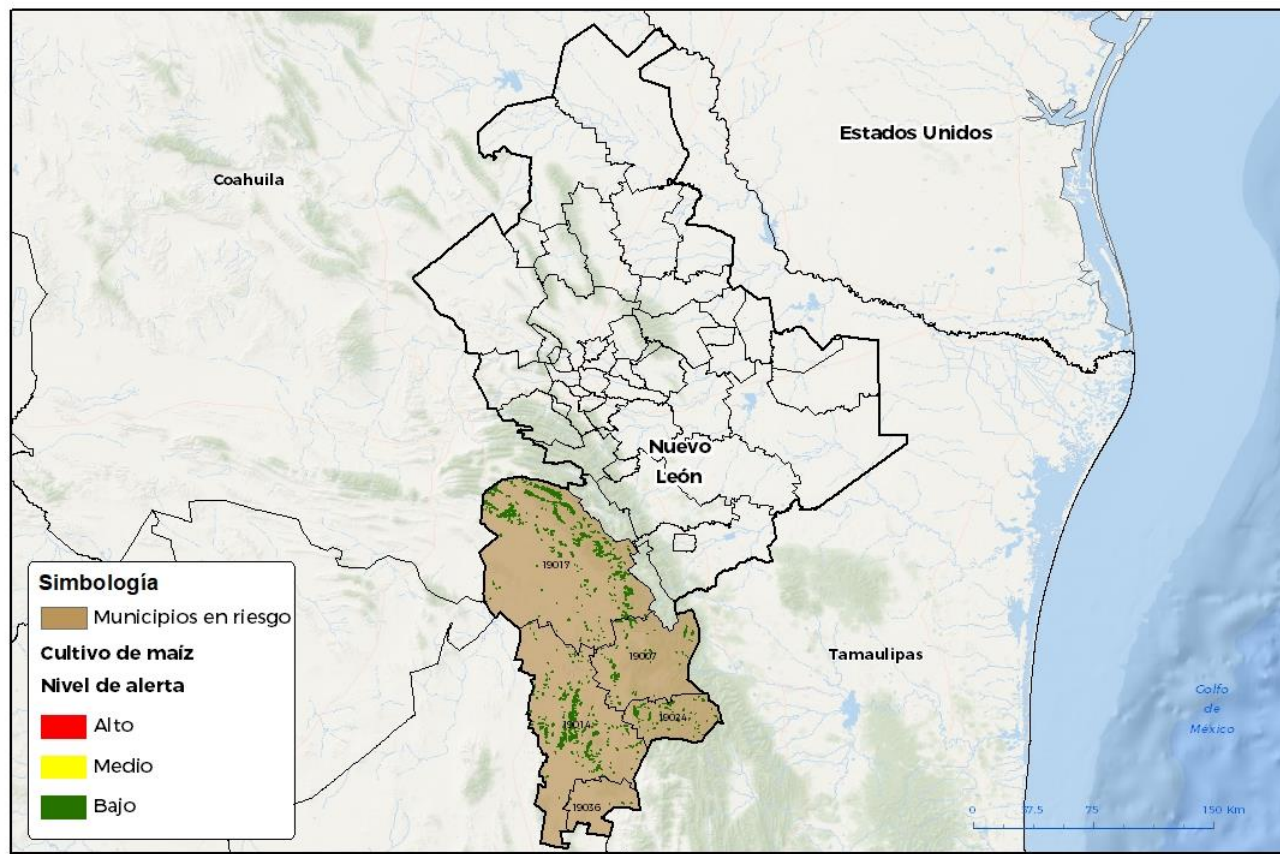 Estados Unidos
Coahuila
Nuevo
León
19017
Simbología
Municipios en riesgo
Cultivo de maíz
Nivel de alerta
Alto
Medio
Bajo
19007
Tamaulipas
19024
19014
Golfo
de
México
19036
0 37.5 75 150 Km